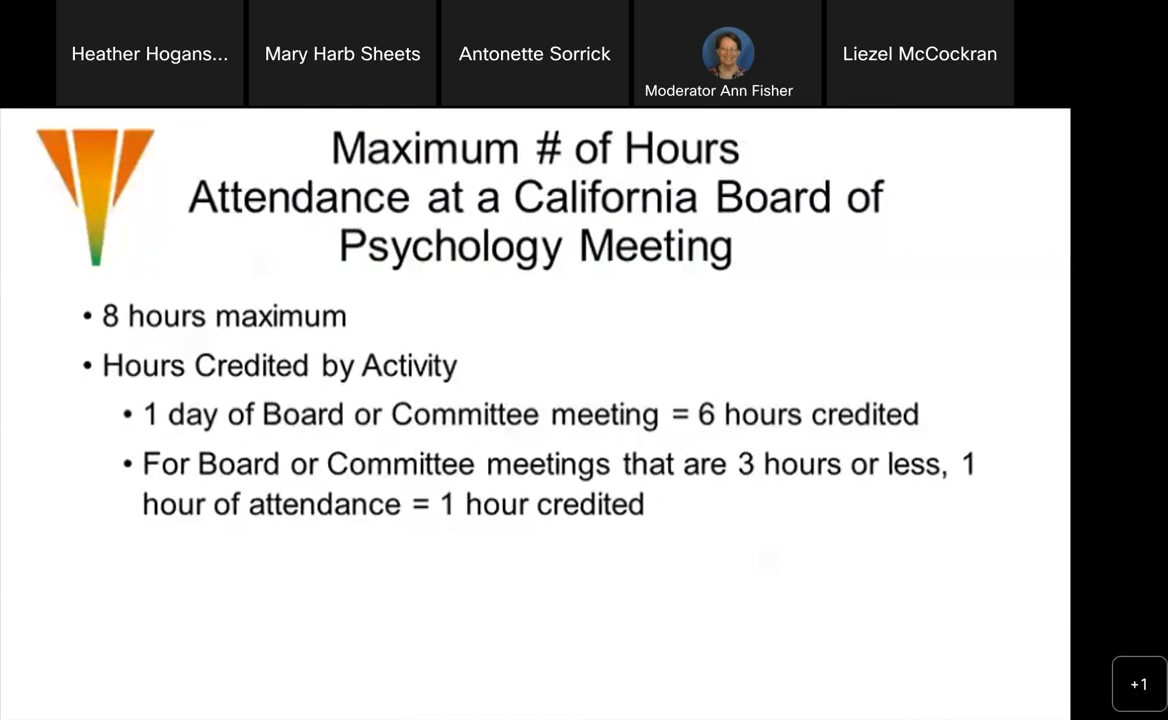 Heather Hogans...
Mary Harb Sheets
Antonette Sorrick
Moderator Ann Fisher
Liezel McCockran
Maximum # of Hours
Attendance at a California Board of
Psychology Meeting
• 8 hours maximum
• Hours Credited by Activity
• 1 day of Board or Committee meeting = 6 hours credited
• For Board or Committee meetings that are 3 hours or less, 1
hour of attendance = 1 hour credited
+1